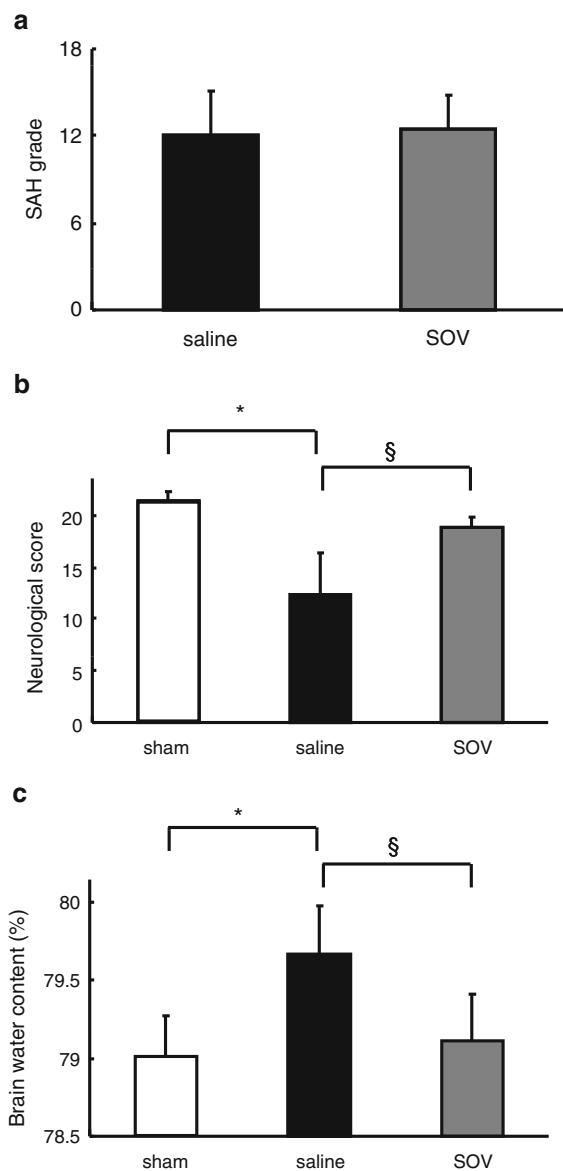 a
18
12
6
0
SAH grade
saline SOV
b
* §
20
15
10
5
0
Neurological score
sham saline SOV
c
* §
80
79.5
79
78.5
Brain water content (%)
sham saline SOV